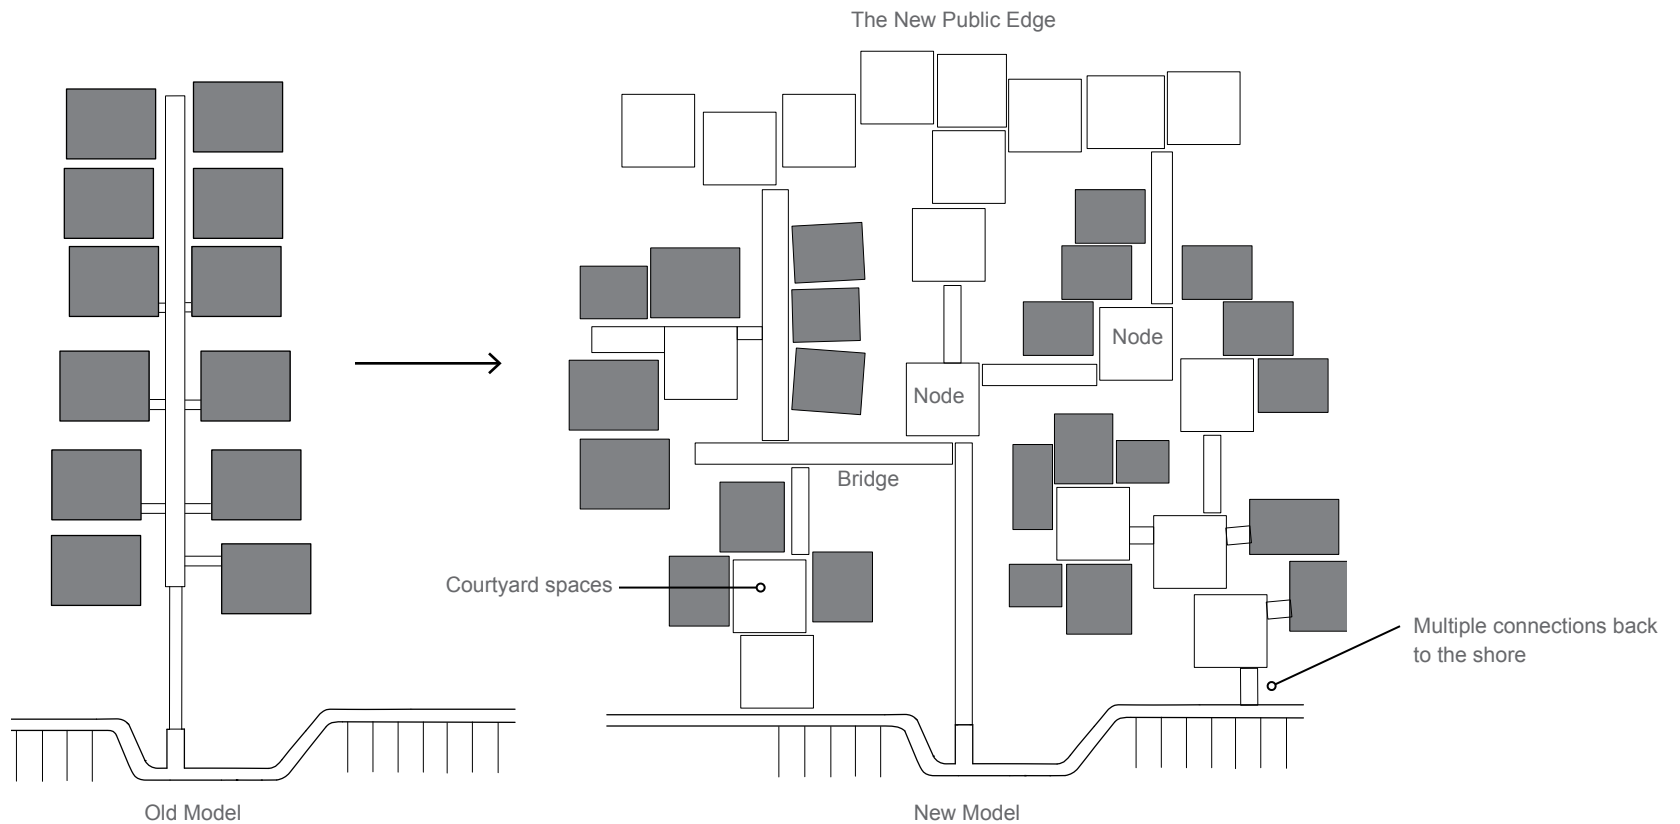 The New Public Edge
Node
Node
Bridge
Courtyard spaces
Multiple connections back
to the shore
Old Model
New Model